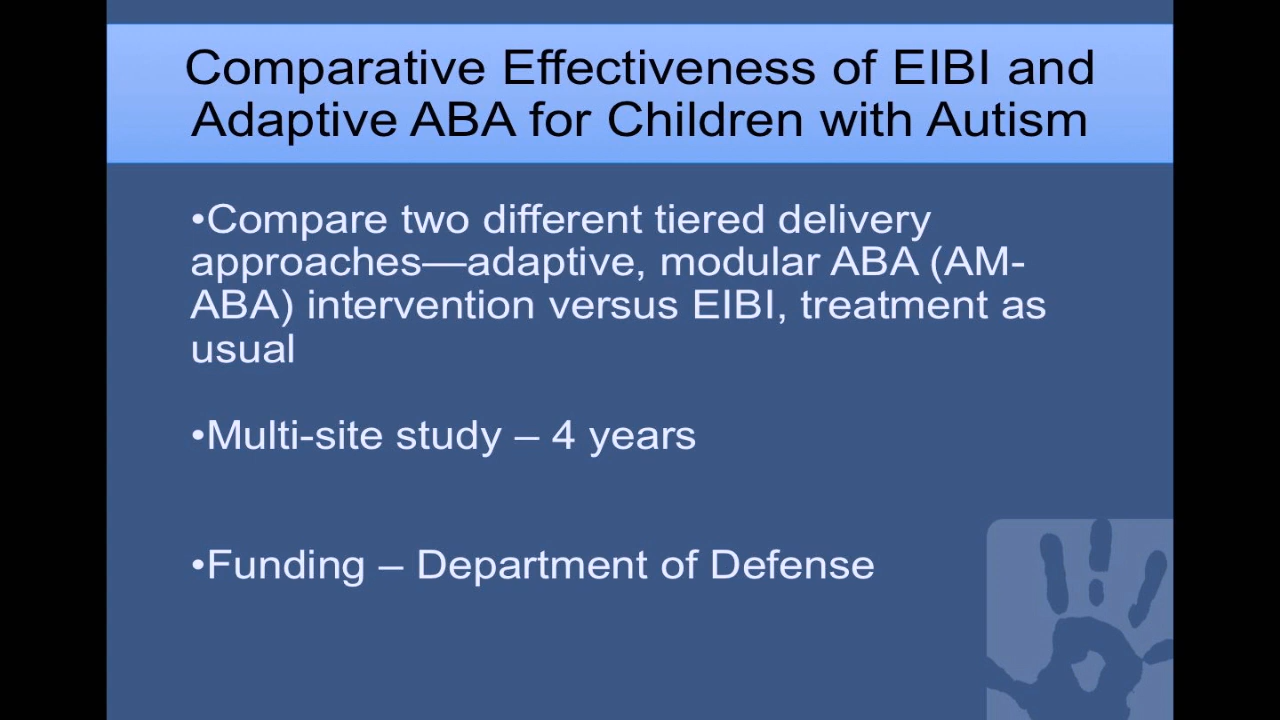 Comparative Effectiveness of EIBI and
Adaptive ABA for Children with Autism
•Compare two different tiered delivery
approaches—adaptive, modular ABA (AM-
ABA) intervention versus EIBI, treatment as
usual
•Multi-site study – 4 years
•Funding – Department of Defense